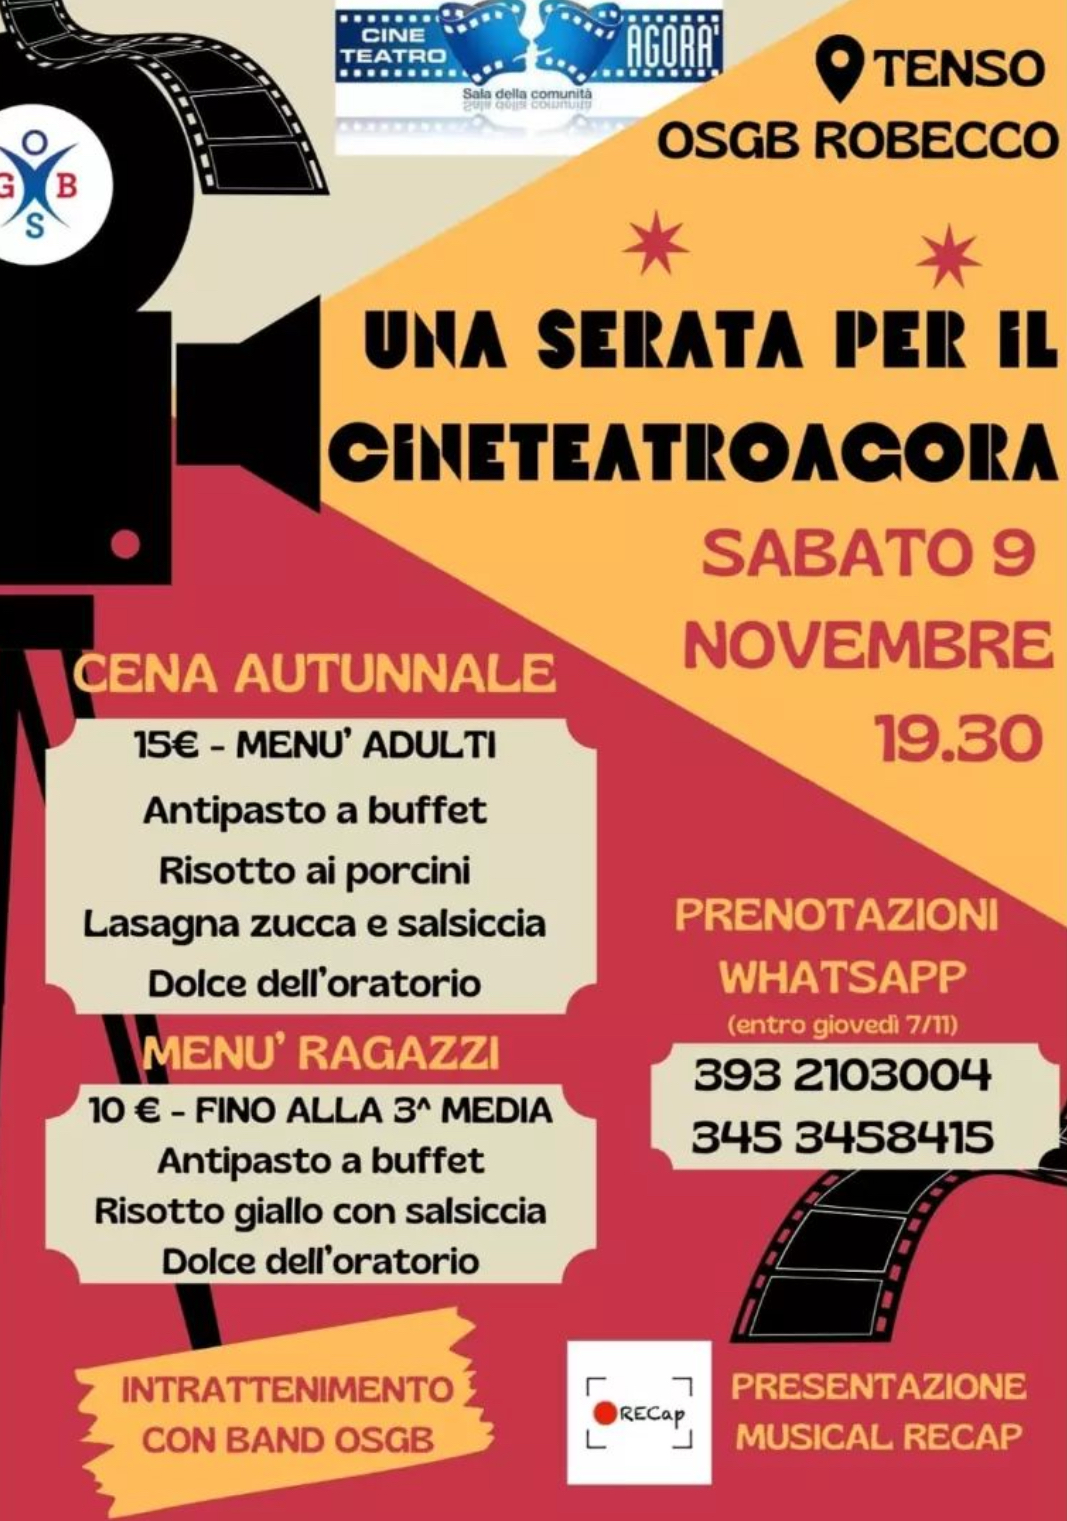 CINE
TEATRO
AGORA'
Sala della comunità
TENSO
OSGB ROBECCO
O
G B
S
UNA SERATA PER IL
CINETEATROAGORA
SABATO 9
NOVEMBRE
19.30
CENA AUTUNNALE
15€ - MENU' ADULTI
Antipasto a buffet
Risotto ai porcini
Lasagna zucca e salsiccia
Dolce dell'oratorio
MENU' RAGAZZI
10 € - FINO ALLA 3^ MEDIA
Antipasto a buffet
Risotto giallo con salsiccia
Dolce dell'oratorio
PRENOTAZIONI
WHATSAPP
(entro giovedì 7/11)
393 2103004
345 3458415
INTRATTENIMENTO
CON BAND OSGB
RECap
PRESENTAZIONE
MUSICAL RECAP